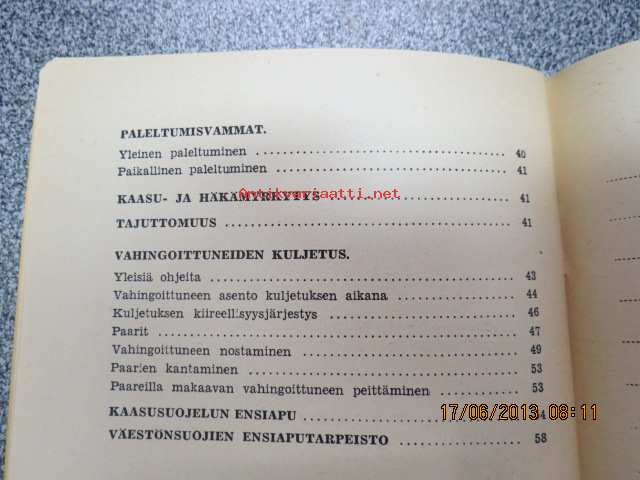 PALELTUMISVAMMAT.
Yleinen paleltuminen 40
Paikallinen paleltuminen 41
KAASU- JA HÄKÄMYRKYTYS 41
Antikvariaatti.net
TAJUTTOMUUS 41
VAHINGOITTUNEIDEN KULJETUS.
Yleisiä ohjeita 43
Vahingoittuneen asento kuljetuksen aikana 44
Kuljetuksen kiireellisyysjärjestys 46
Paarit 47
Vahingoittuneen nostaminen 49
Paarien kantaminen 53
Paareilla makaavan vahingoittuneen peittäminen 53
KAASUSUOJELUN ENSIAPU
17/06/2013 08:11
VÄESTÖNSUOJIEN ENSIAPUTARPEISTO 58